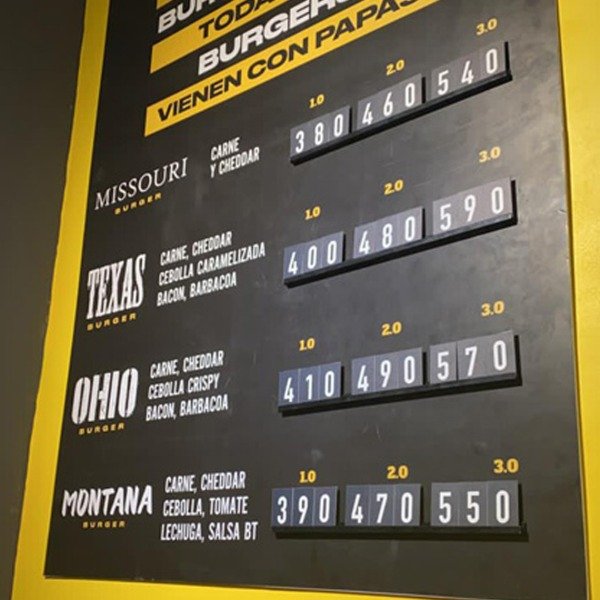 BURGERS
VIENEN CON PAPAS
1.0 2.0 3.0
380 460 540
MISSOURI
BURGER
CARNE
Y CHEDDAR
1.0 2.0 3.0
400 480 590
TEXAS
BURGER
CARNE, CHEDDAR
CEBOLLA CARAMELIZADA
BACON, BARBACOA
1.0 2.0 3.0
410 490 570
OHIO
BURGER
CARNE, CHEDDAR
CEBOLLA CRISPY
BACON, BARBACOA
1.0 2.0 3.0
390 470 550
MONTANA
BURGER
CARNE, CHEDDAR
CEBOLLA, TOMATE
LECHUGA, SALSA BT